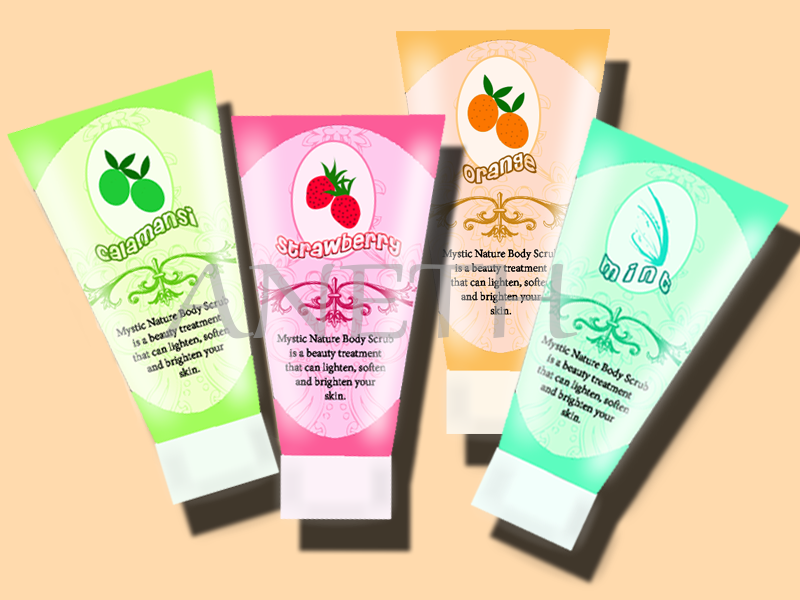 Calamansi
Mystic Nature Body Scrub
is a beauty treatment
that can lighten, soften
and brighten your
skin.
Strawberry
Mystic Nature Body Scrub
is a beauty treatment
that can lighten, soften
and brighten your
skin.
Orange
Mystic Nature Body Scrub
is a beauty treatment
that can lighten, soften
and brighten your
skin.
mint
Mystic Nature Body Scrub
is a beauty treatment
that can lighten, soften
and brighten your
skin.
ANETH